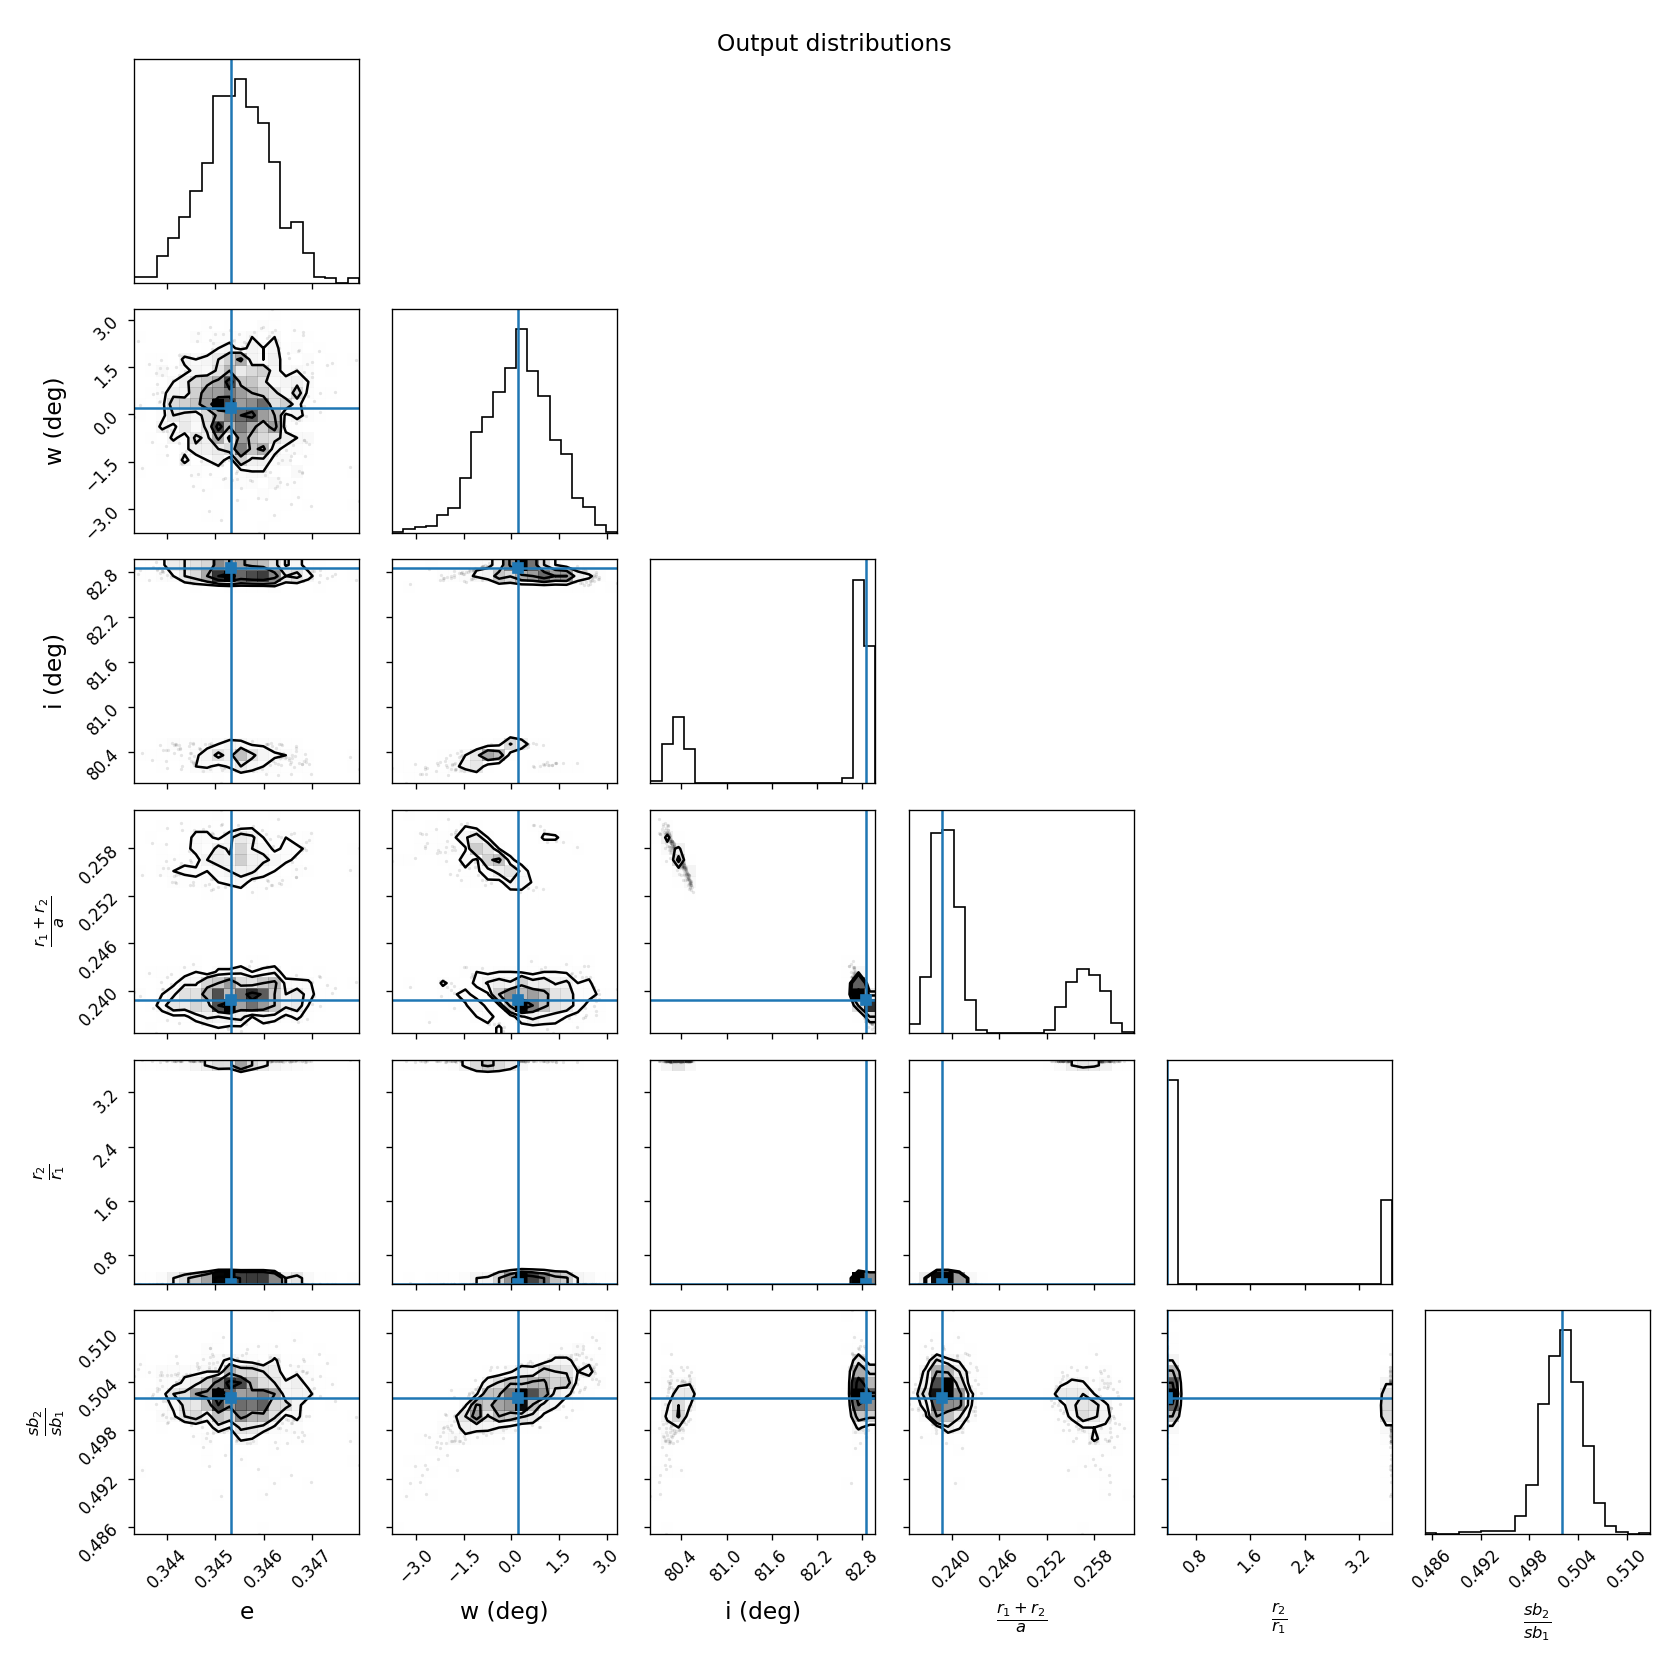 Output distributions
w (deg)
3.0
1.5
0.0
−1.5
−3.0
i (deg)
82.8
82.2
81.6
81.0
80.4
r₁ + r₂
a
0.258
0.252
0.246
0.240
r₂
r₁
3.2
2.4
1.6
0.8
sb₂
sb₁
0.510
0.504
0.498
0.492
0.486
0.344 0.345 0.346 0.347
−3.0 −1.5 0.0 1.5 3.0
80.4 81.0 81.6 82.2 82.8
0.240 0.246 0.252 0.258
0.8 1.6 2.4 3.2
0.486 0.492 0.498 0.504 0.510
e
w (deg)
i (deg)
r₁ + r₂
a
r₂
r₁
sb₂
sb₁